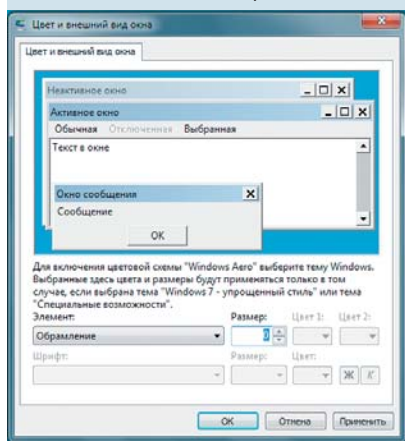 Цвет и внешний вид окна
Цвет и внешний вид окна
Неактивное окно
Активное окно
Обычная Отключенная Выбранная
Текст в окне
Окно сообщения
Сообщение
ОК
Для включения цветовой схемы "Windows Aero" выберите тему Windows.
Выбранные здесь цвета и размеры будут применяться только в том
случае, если выбрана тема "Windows 7 - упрощенный стиль" или тема
"Специальные возможности".
Элемент: Размер: Цвет 1: Цвет 2:
Обрамление
Шрифт: Размер: Цвет:
Ж К
ОК Отмена Применить